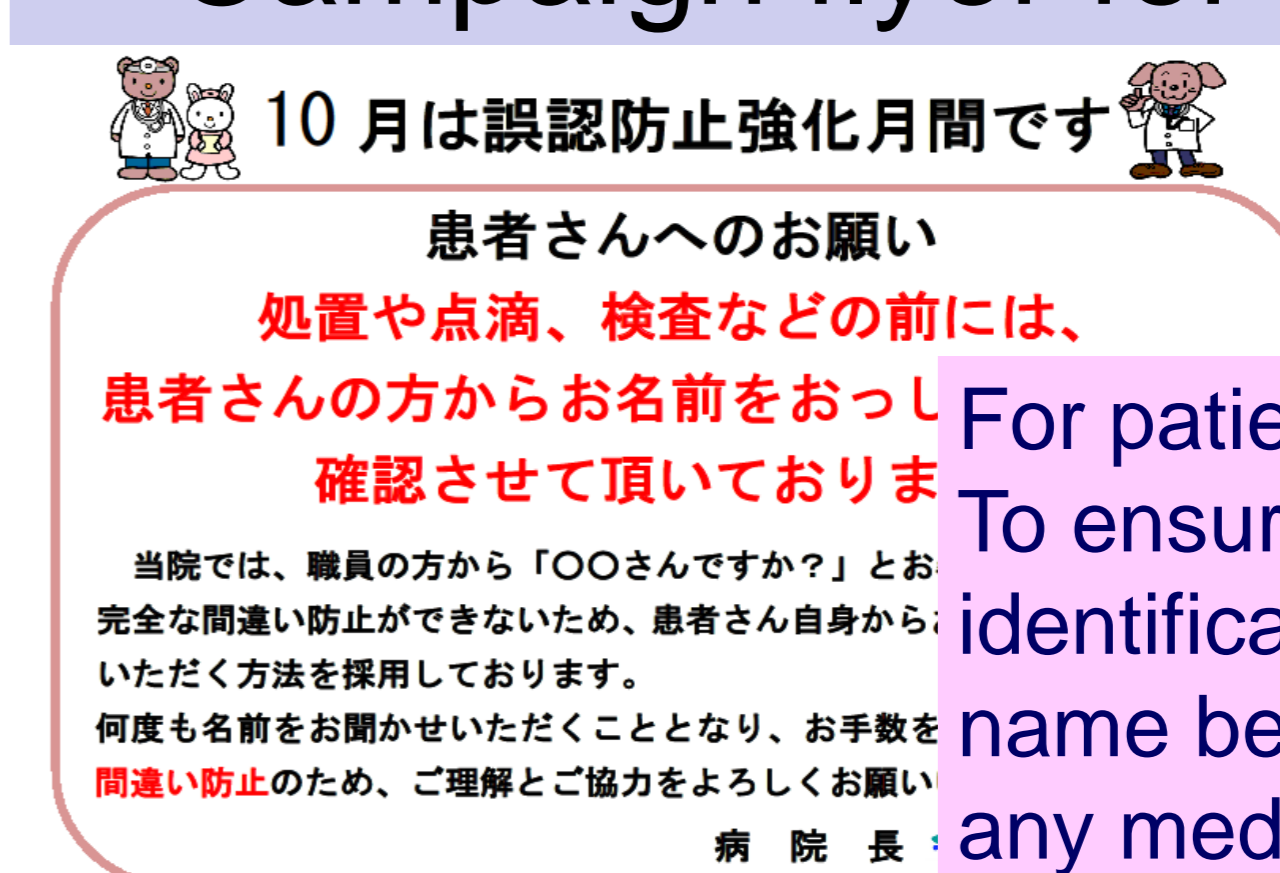 Campaign flyer for
10月は誤認防止強化月間です
患者さんへのお願い
処置や点滴、検査などの前には、
患者さんの方からお名前をおっし
確認させて頂いておりま
当院では、職員の方から「〇〇さんですか？」とお
完全な間違い防止ができないため、患者さん自身から
いただく方法を採用しております。
何度も名前をお聞かせいただくこととなり、お手数を
間違い防止のため、ご理解とご協力をよろしくお願い
病 院 長
For patie
To ensur
identifica
name be
any med